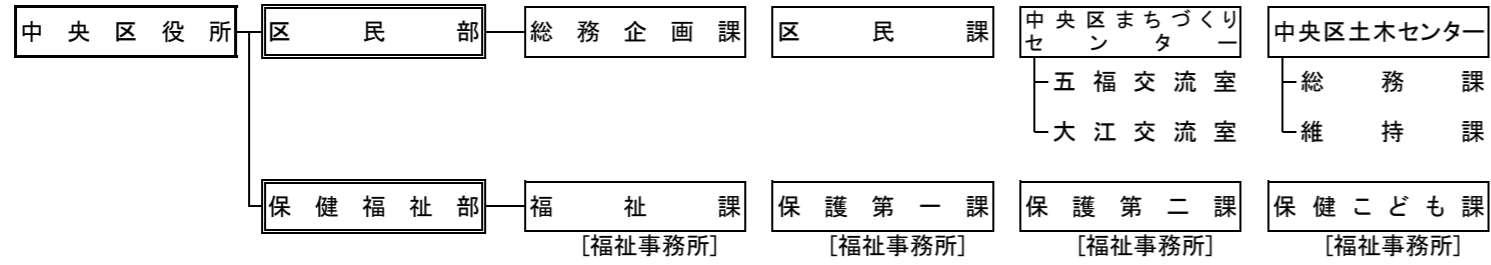 中央区役所 区民部 総務企画課 区民課 中央区まちづくりセンター 中央区土木センター
五福交流室 総務課
大江交流室 維持課
保健福祉部 福祉課 保護第一課 保護第二課 保健こども課
[福祉事務所] [福祉事務所] [福祉事務所] [福祉事務所]